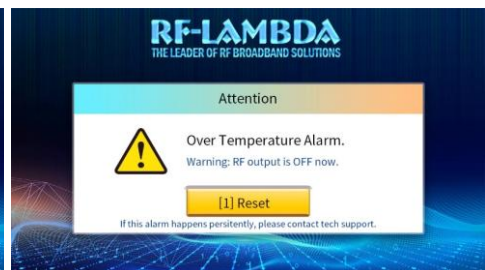 RF-LAMBDA
THE LEADER OF RF BROADBAND SOLUTIONS
Attention
Over Temperature Alarm.
Warning: RF output is OFF now.
[1] Reset
If this alarm happens persitently, please contact tech support.